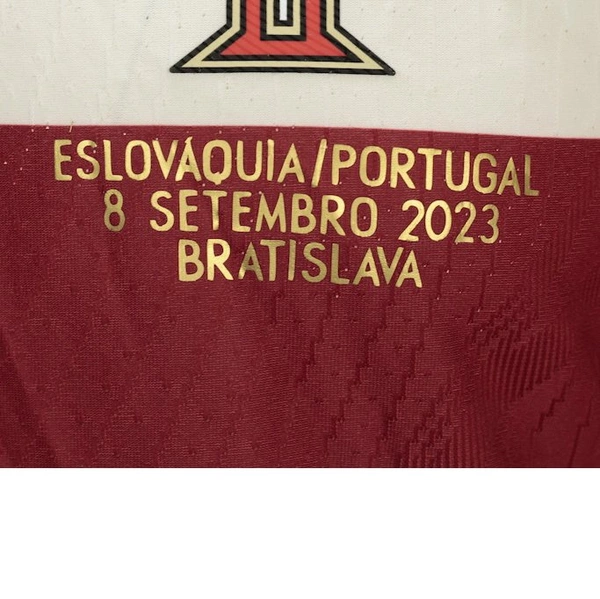 ESLOVÁQUIA/PORTUGAL
8 SETEMBRO 2023
BRATISLAVA